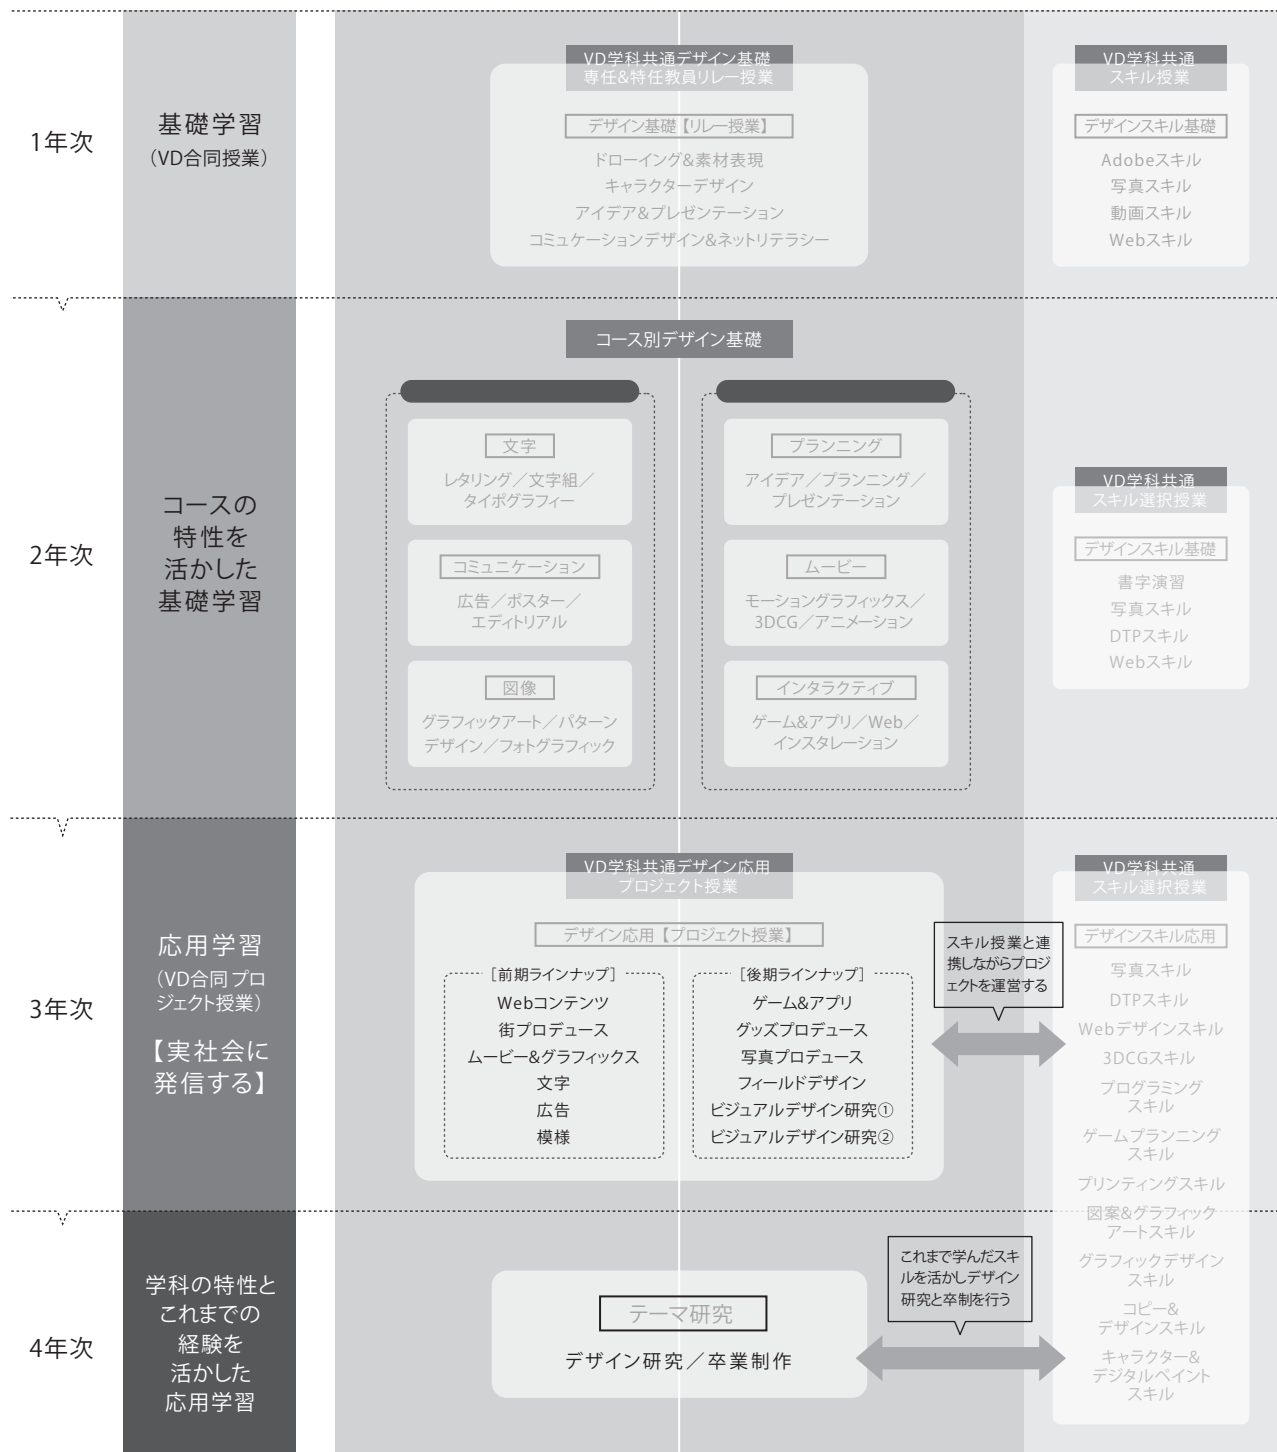 1年次
基礎学習
（VD合同授業）
VD学科共通デザイン基礎
専任&特任教員リレー授業
デザイン基礎【リレー授業】
ドローイング&素材表現
キャラクターデザイン
アイデア&プレゼンテーション
コミュケーションデザイン&ネットリテラシー
VD学科共通
スキル授業
デザインスキル基礎
Adobeスキル
写真スキル
動画スキル
Webスキル
2年次
コースの
特性を
活かした
基礎学習
コース別デザイン基礎
文字
レタリング／文字組／
タイポグラフィー
コミュニケーション
広告／ポスター／
エディトリアル
図像
グラフィックアート／パターン
デザイン／フォトグラフィック
プランニング
アイデア／プランニング／
プレゼンテーション
ムービー
モーショングラフィックス／
3DCG／アニメーション
インタラクティブ
ゲーム&アプリ／Web／
インスタレーション
VD学科共通
スキル選択授業
デザインスキル基礎
書字演習
写真スキル
DTPスキル
Webスキル
3年次
応用学習
（VD合同 プロ
ジェクト授業）
【実社会に
発信する】
VD学科共通デザイン応用
プロジェクト授業
デザイン応用【プロジェクト授業】
［前期ラインナップ］
Webコンテンツ
街プロデュース
ムービー&グラフィックス
文字
広告
模様
［後期ラインナップ］
ゲーム&アプリ
グッズプロデュース
写真プロデュース
フィールドデザイン
ビジュアルデザイン研究①
ビジュアルデザイン研究②
スキル授業と連
携しながらプロジ
ェクトを運営する
VD学科共通
スキル選択授業
デザインスキル応用
写真スキル
DTPスキル
Webデザインスキル
3DCGスキル
プログラミング
スキル
ゲームプランニング
スキル
プリンティングスキル
図案&グラフィック
アートスキル
グラフィックデザイン
スキル
コピー&
デザインスキル
キャラクター&
デジタルペイント
スキル
4年次
学科の特性と
これまでの
経験を
活かした
応用学習
テーマ研究
デザイン研究／卒業制作
これまで学んだスキ
ルを活かしデザイン
研究と卒制を行う